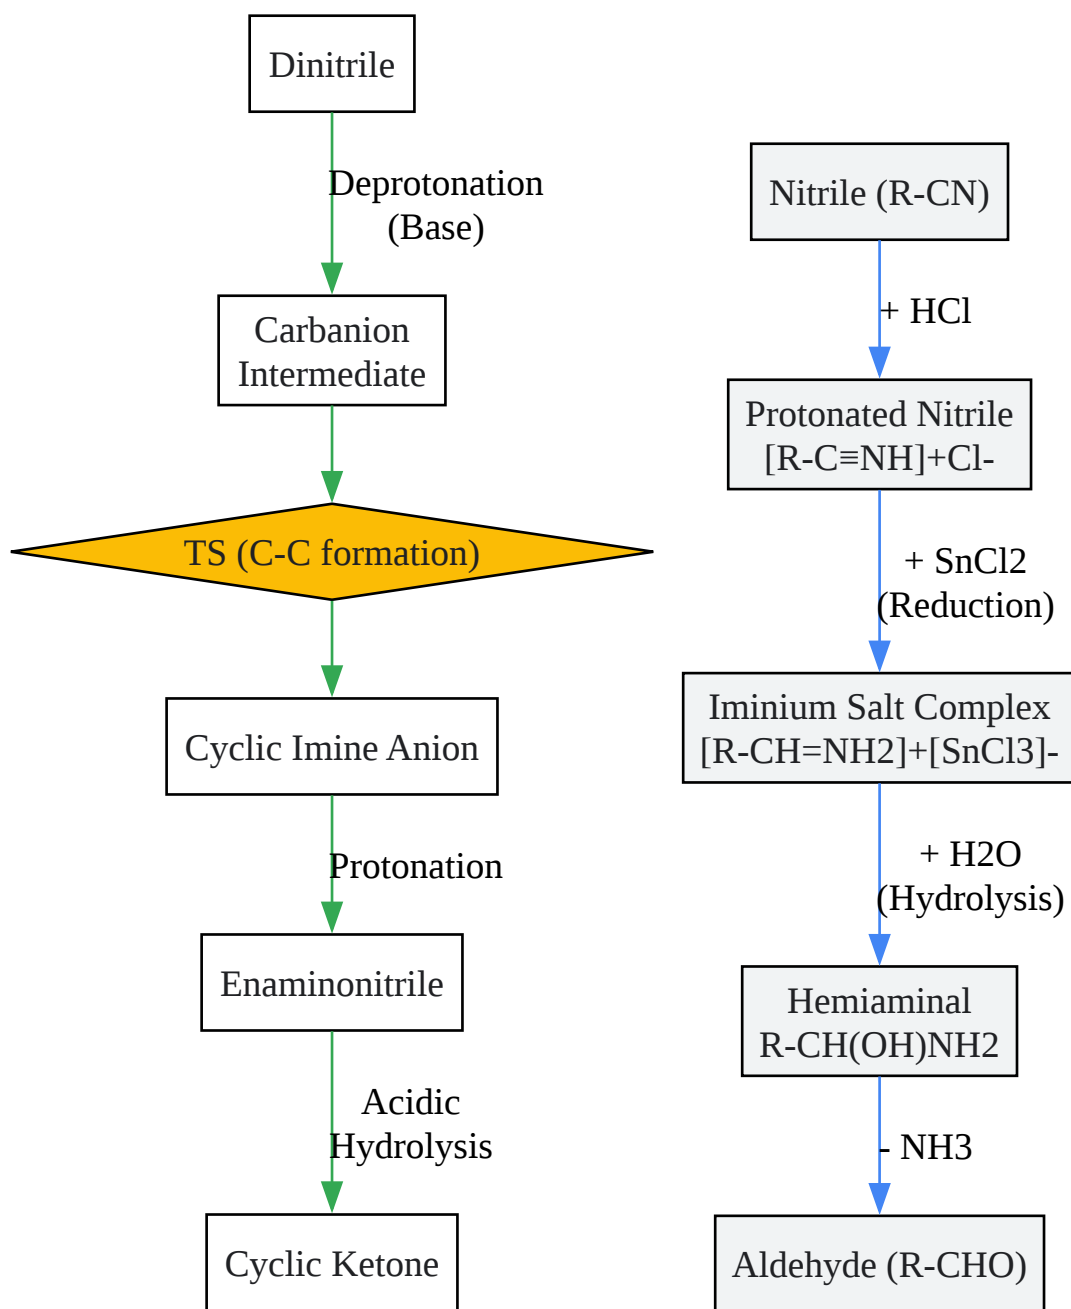 Dinitrile
Deprotonation
(Base)
Carbanion
Intermediate
TS (C-C formation)
Cyclic Imine Anion
Protonation
Enaminonitrile
Acidic
Hydrolysis
Cyclic Ketone
Nitrile (R-CN)
+ HCl
Protonated Nitrile
[R-C≡NH]+Cl-
+ SnCl2
(Reduction)
Iminium Salt Complex
[R-CH=NH2]+[SnCl3]-
+ H2O
(Hydrolysis)
Hemiaminal
R-CH(OH)NH2
- NH3
Aldehyde (R-CHO)